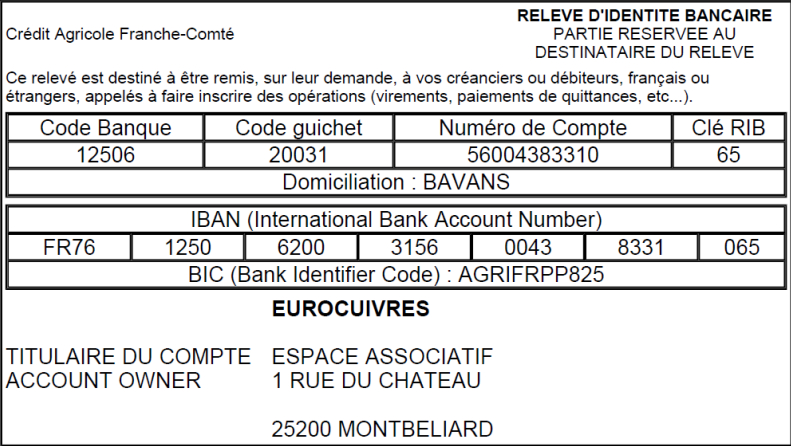 Crédit Agricole Franche-Comté
RELEVE D'IDENTITE BANCAIRE
PARTIE RESERVEE AU
DESTINATAIRE DU RELEVE
Ce relevé est destiné à être remis, sur leur demande, à vos créanciers ou débiteurs, français ou
étrangers, appelés à faire inscrire des opérations (virements, paiements de quittances, etc...).
Code Banque Code guichet Numéro de Compte Clé RIB
12506 20031 56004383310 65
Domiciliation : BAVANS
IBAN (International Bank Account Number)
FR76 1250 6200 3156 0043 8331 065
BIC (Bank Identifier Code) : AGRIFRPP825
EUROCUIVRES
TITULAIRE DU COMPTE ESPACE ASSOCIATIF
ACCOUNT OWNER 1 RUE DU CHATEAU
25200 MONTBELIARD